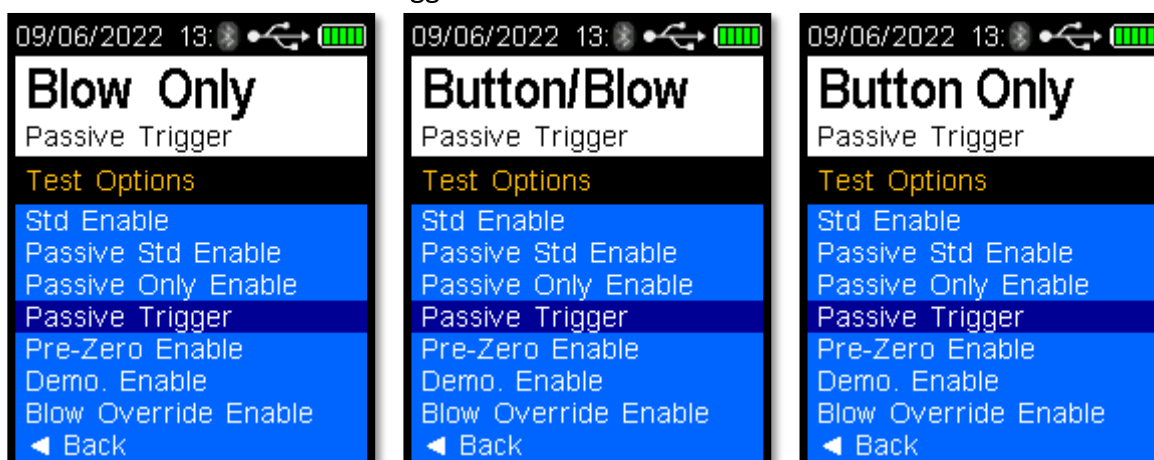 09/06/2022 13:
Blow Only
Passive Trigger
Test Options
Std Enable
Passive Std Enable
Passive Only Enable
Passive Trigger
Pre-Zero Enable
Demo. Enable
Blow Override Enable
◀ Back
09/06/2022 13:
Button/Blow
Passive Trigger
Test Options
Std Enable
Passive Std Enable
Passive Only Enable
Passive Trigger
Pre-Zero Enable
Demo. Enable
Blow Override Enable
◀ Back
09/06/2022 13:
Button Only
Passive Trigger
Test Options
Std Enable
Passive Std Enable
Passive Only Enable
Passive Trigger
Pre-Zero Enable
Demo. Enable
Blow Override Enable
◀ Back